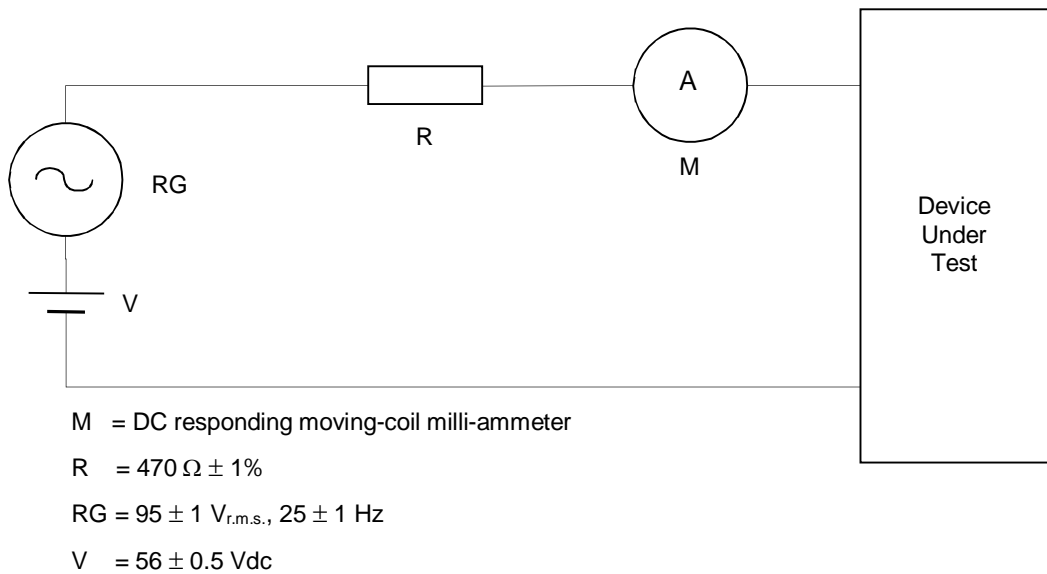 A
R
M
RG
Device
Under
Test
V
M = DC responding moving-coil milli-ammeter
R = 470 Ω ± 1%
RG = 95 ± 1 Vr.m.s., 25 ± 1 Hz
V = 56 ± 0.5 Vdc